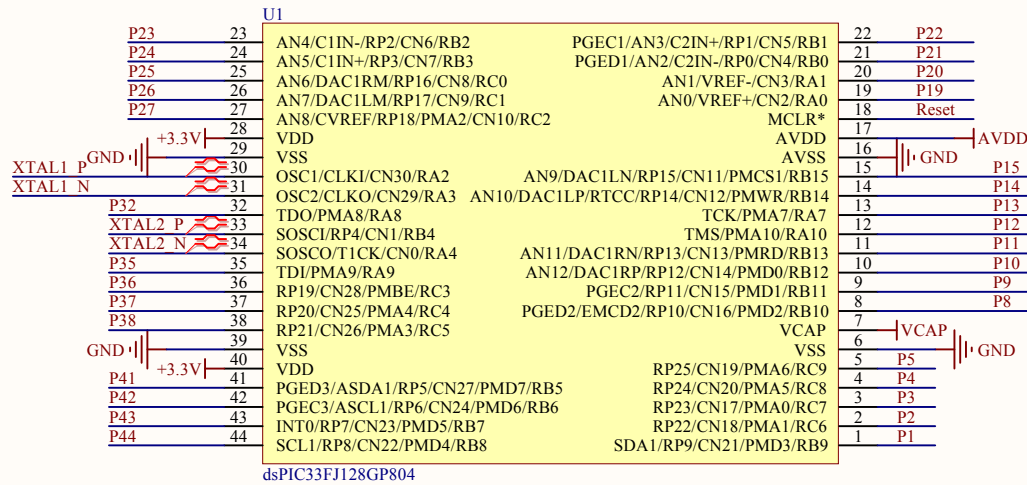 U1
P23 23 AN4/C1IN-/RP2/CN6/RB2 PGEC1/AN3/C2IN+/RP1/CN5/RB1 22 P22
P24 24 AN5/C1IN+/RP3/CN7/RB3 PGED1/AN2/C2IN-/RP0/CN4/RB0 21 P21
P25 25 AN6/DAC1RM/RP16/CN8/RC0 AN1/VREF-/CN3/RA1 20 P20
P26 26 AN7/DAC1LM/RP17/CN9/RC1 AN0/VREF+/CN2/RA0 19 P19
P27 27 AN8/CVREF/RP18/PMA2/CN10/RC2 MCLR* 18 Reset
+3.3V 28 VDD AVDD 17 AVDD
GND 29 VSS AVSS 16 GND
XTAL1_P 30 OSC1/CLKI/CN30/RA2 AN9/DAC1LN/RP15/CN11/PMCS1/RB15 15 P15
XTAL1_N 31 OSC2/CLKO/CN29/RA3 AN10/DAC1LP/RTCC/RP14/CN12/PMWR/RB14 14 P14
P32 32 TDO/PMA8/RA8 TCK/PMA7/RA7 13 P13
XTAL2_P 33 SOSCI/RP4/CN1/RB4 TMS/PMA10/RA10 12 P12
XTAL2_N 34 SOSCO/T1CK/CN0/RA4 AN11/DAC1RN/RP13/CN13/PMRD/RB13 11 P11
P35 35 TDI/PMA9/RA9 AN12/DAC1RP/RP12/CN14/PMD0/RB12 10 P10
P36 36 RP19/CN28/PMBE/RC3 PGEC2/RP11/CN15/PMD1/RB11 9 P9
P37 37 RP20/CN25/PMA4/RC4 PGED2/EMCD2/RP10/CN16/PMD2/RB10 8 P8
P38 38 RP21/CN26/PMA3/RC5 VCAP 7 VCAP
GND 39 VSS VSS 6 GND
+3.3V 40 VDD RP25/CN19/PMA6/RC9 5 P5
P41 41 PGED3/ASDA1/RP5/CN27/PMD7/RB5 RP24/CN20/PMA5/RC8 4 P4
P42 42 PGEC3/ASCL1/RP6/CN24/PMD6/RB6 RP23/CN17/PMA0/RC7 3 P3
P43 43 INT0/RP7/CN23/PMD5/RB7 RP22/CN18/PMA1/RC6 2 P2
P44 44 SCL1/RP8/CN22/PMD4/RB8 SDA1/RP9/CN21/PMD3/RB9 1 P1
dsPIC33FJ128GP804